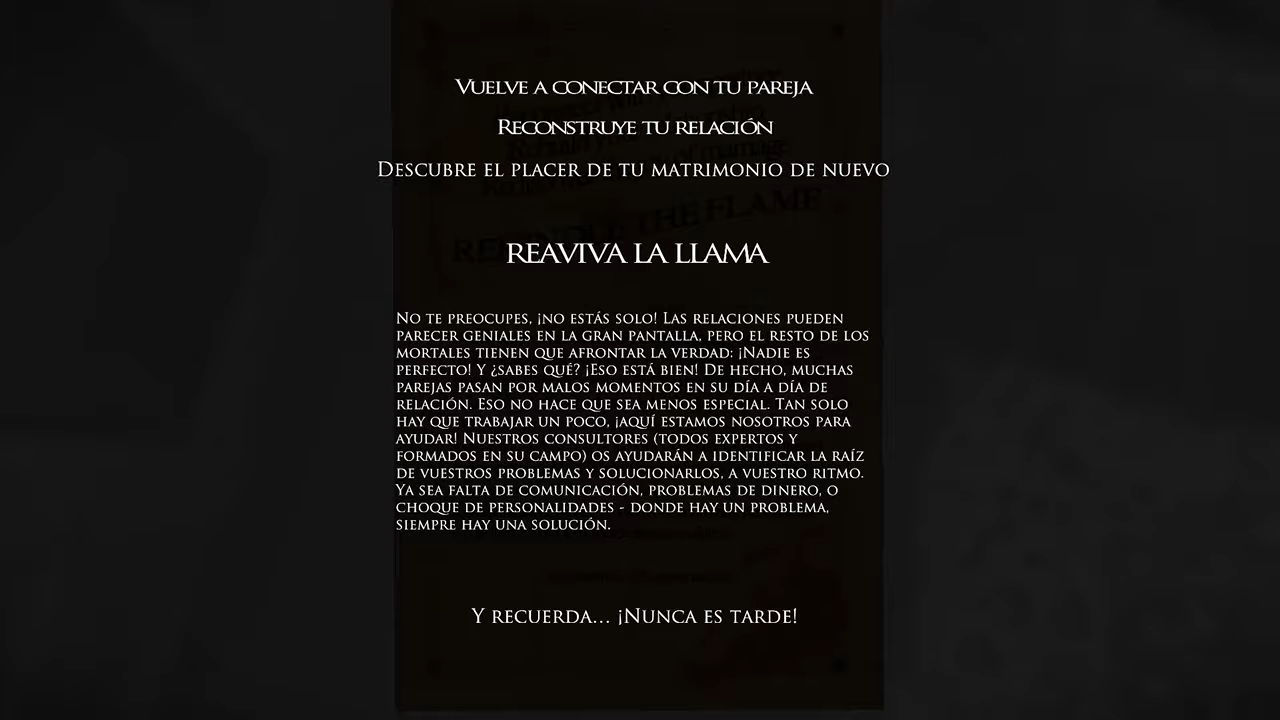 Vuelve a conectar con tu pareja
Reconstruye tu relación
Descubre el placer de tu matrimonio de nuevo
REKINDLE THE FLAME
REAVIVA LA LLAMA
No te preocupes, ¡no estás solo! Las relaciones pueden
parecer geniales en la gran pantalla, pero el resto de los
mortales tienen que afrontar la verdad: ¡Nadie es
perfecto! Y ¿sabes qué? ¡Eso está bien! De hecho, muchas
parejas pasan por malos momentos en su día a día de
relación. Eso no hace que sea menos especial. Tan solo
hay que trabajar un poco, ¡aquí estamos nosotros para
ayudar! Nuestros consultores (todos expertos y
formados en su campo) os ayudarán a identificar la raíz
de vuestros problemas y solucionarlos, a vuestro ritmo.
Ya sea falta de comunicación, problemas de dinero, o
choque de personalidades - donde hay un problema,
siempre hay una solución.
Y recuerda... ¡Nunca es tarde!